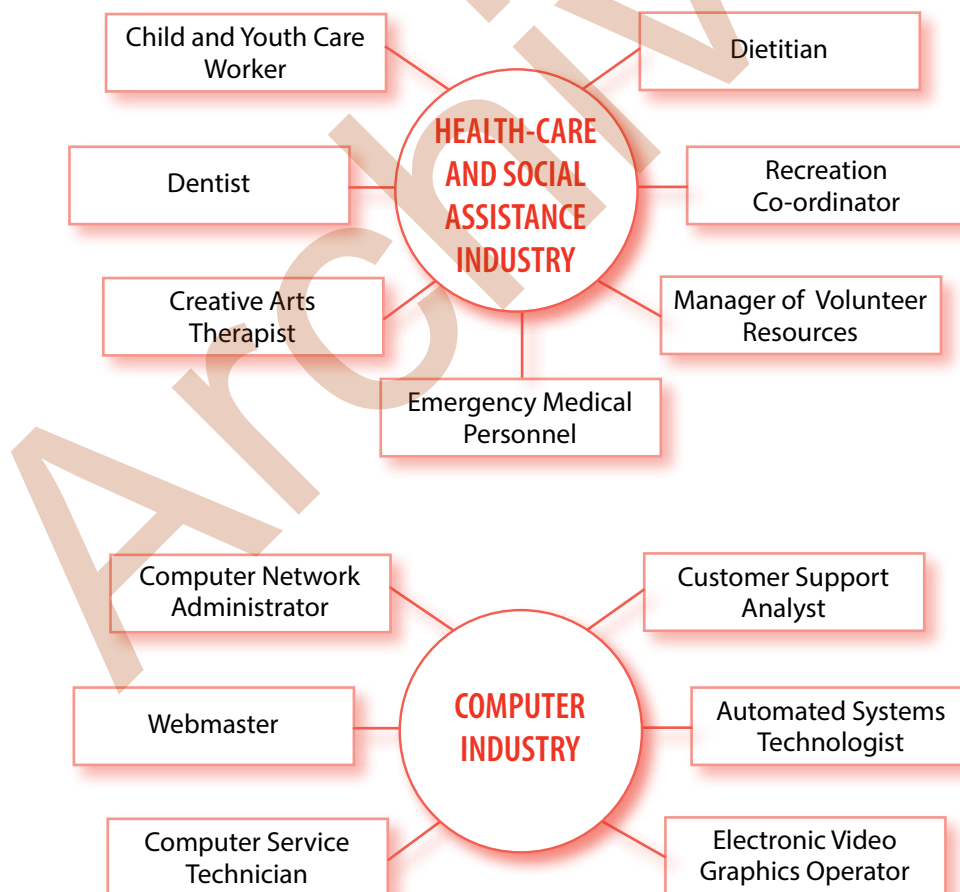 Child and Youth Care
Worker
Dietitian
HEALTH-CARE
AND SOCIAL
ASSISTANCE
INDUSTRY
Dentist
Recreation
Co-ordinator
Creative Arts
Therapist
Manager of Volunteer
Resources
Emergency Medical
Personnel
Computer Network
Administrator
Customer Support
Analyst
COMPUTER
INDUSTRY
Webmaster
Automated Systems
Technologist
Computer Service
Technician
Electronic Video
Graphics Operator
Archiv